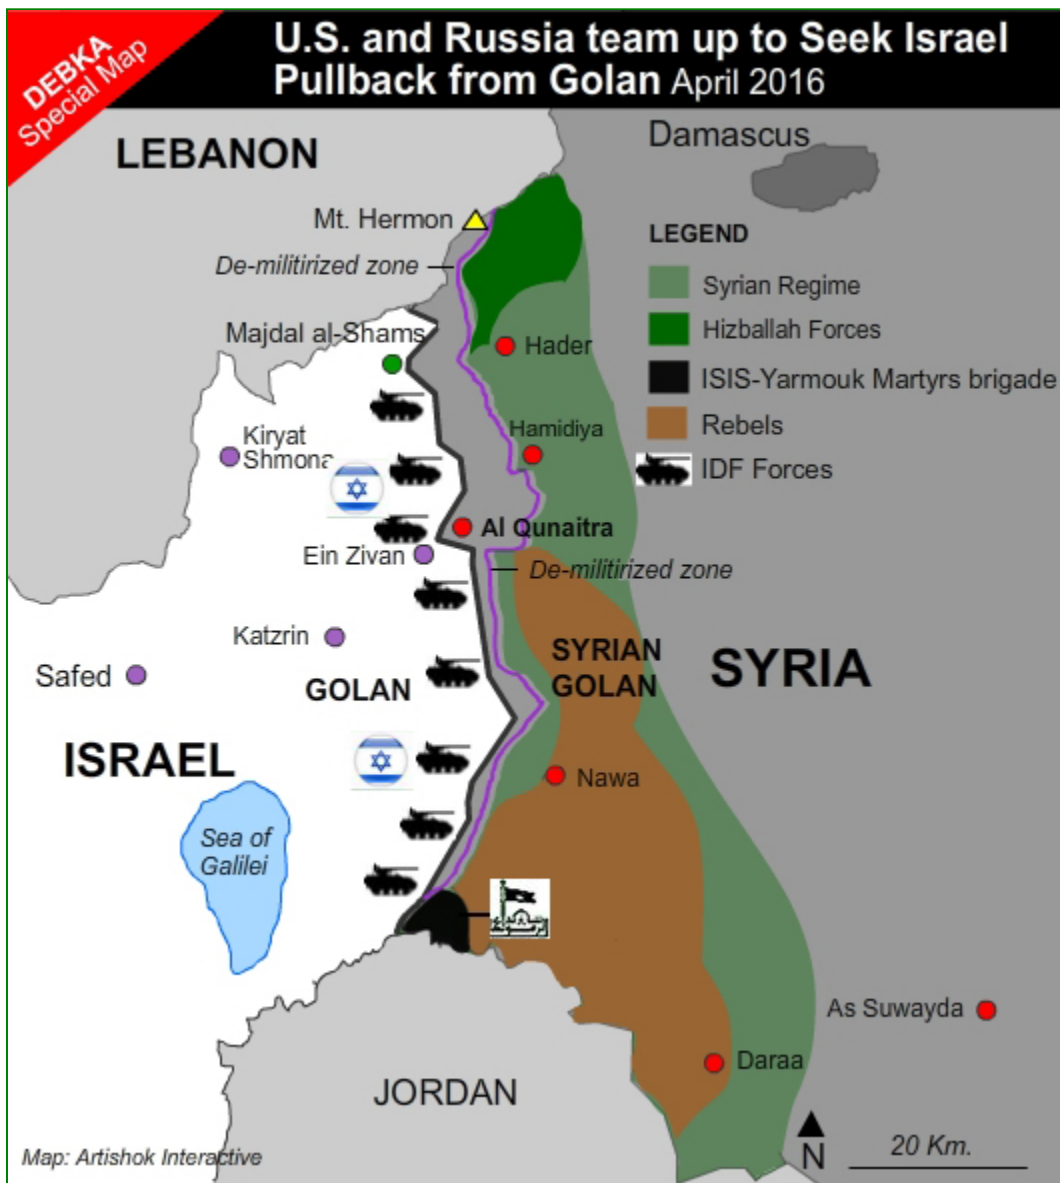 DEBKA
Special Map
U.S. and Russia team up to Seek Israel
Pullback from Golan April 2016
LEBANON
Damascus
Mt. Hermon
De-militirized zone
LEGEND
Syrian Regime
Hizballah Forces
ISIS-Yarmouk Martyrs brigade
Rebels
IDF Forces
Majdal al-Shams
Hader
Kiryat
Shmona
Hamidiya
Al Qunaitra
Ein Zivan
De-militirized zone
Katzrin
Safed
GOLAN
SYRIAN
GOLAN
SYRIA
ISRAEL
Nawa
Sea of
Galilei
As Suwayda
Daraa
JORDAN
Map: Artishok Interactive
N
20 Km.